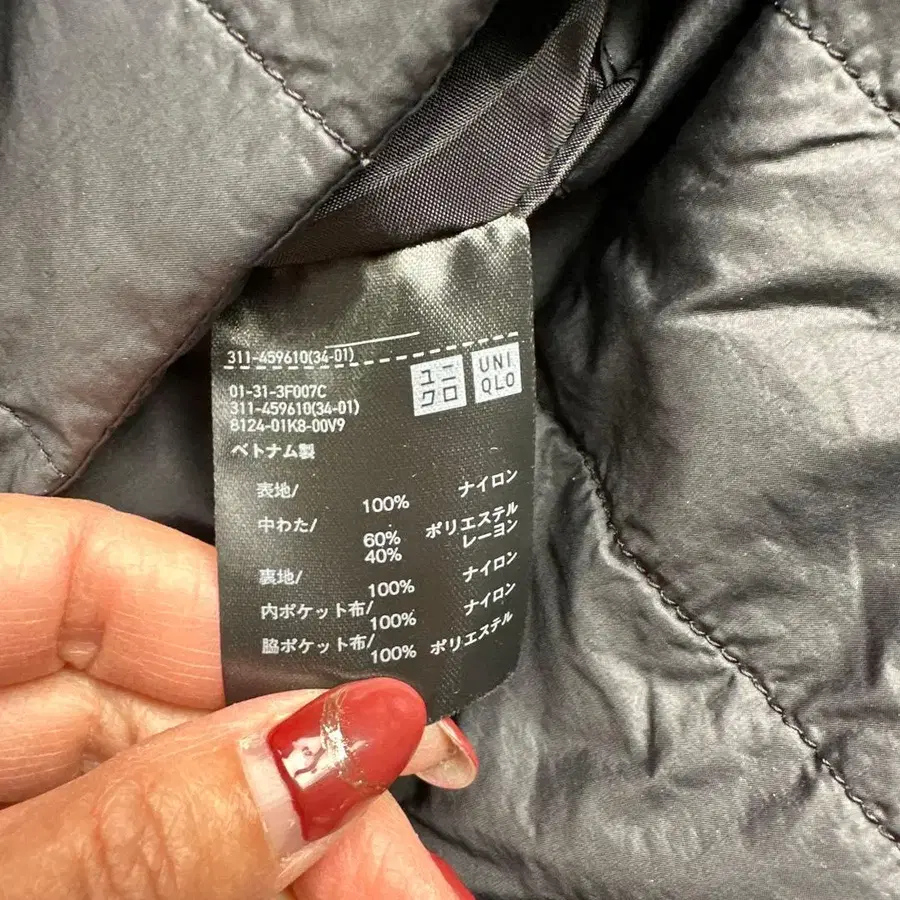 311-459610(34-01)
ユニクロ
UNIQLO
01-31-3F007C
311-459610(34-01)
8124-01K8-00V9
ベトナム製
表地/ 100% ナイロン
中わた/ 60% ポリエステル
40% レーヨン
裏地/ 100% ナイロン
内ポケット布/ 100% ナイロン
脇ポケット布/ 100% ポリエステル